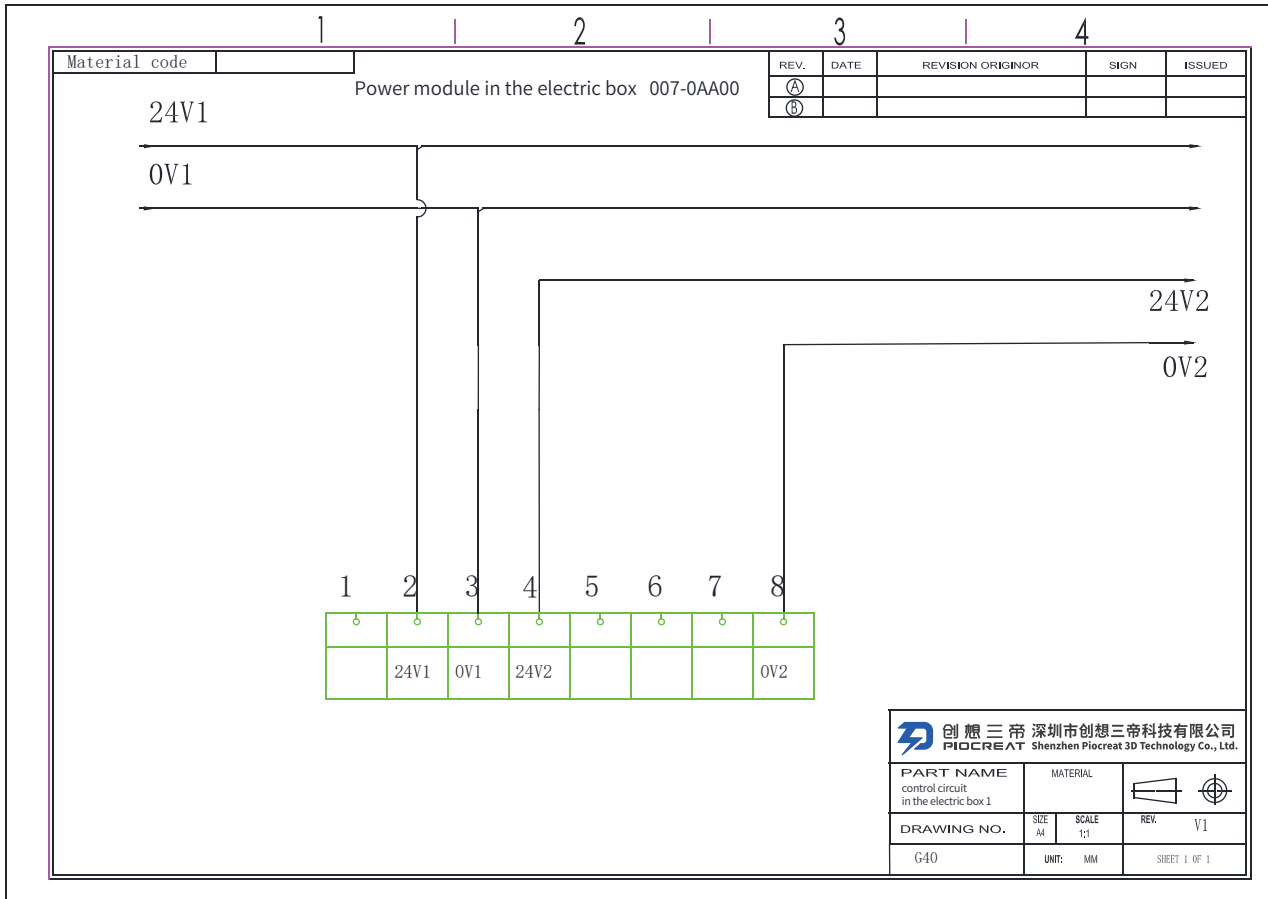 1 2 3 4
Material code
Power module in the electric box 007-0AA00
REV. DATE REVISION ORIGINOR SIGN ISSUED
A
B
24V1
0V1
24V2
0V2
1 2 3 4 5 6 7 8
24V1 0V1 24V2 0V2
创想三帝 深圳市创想三帝科技有限公司
PIOCREAT Shenzhen Piocreat 3D Technology Co., Ltd.
PART NAME MATERIAL
control circuit
in the electric box 1
DRAWING NO. SIZE SCALE REV. V1
A4 1:1
G40 UNIT: MM SHEET 1 OF 1